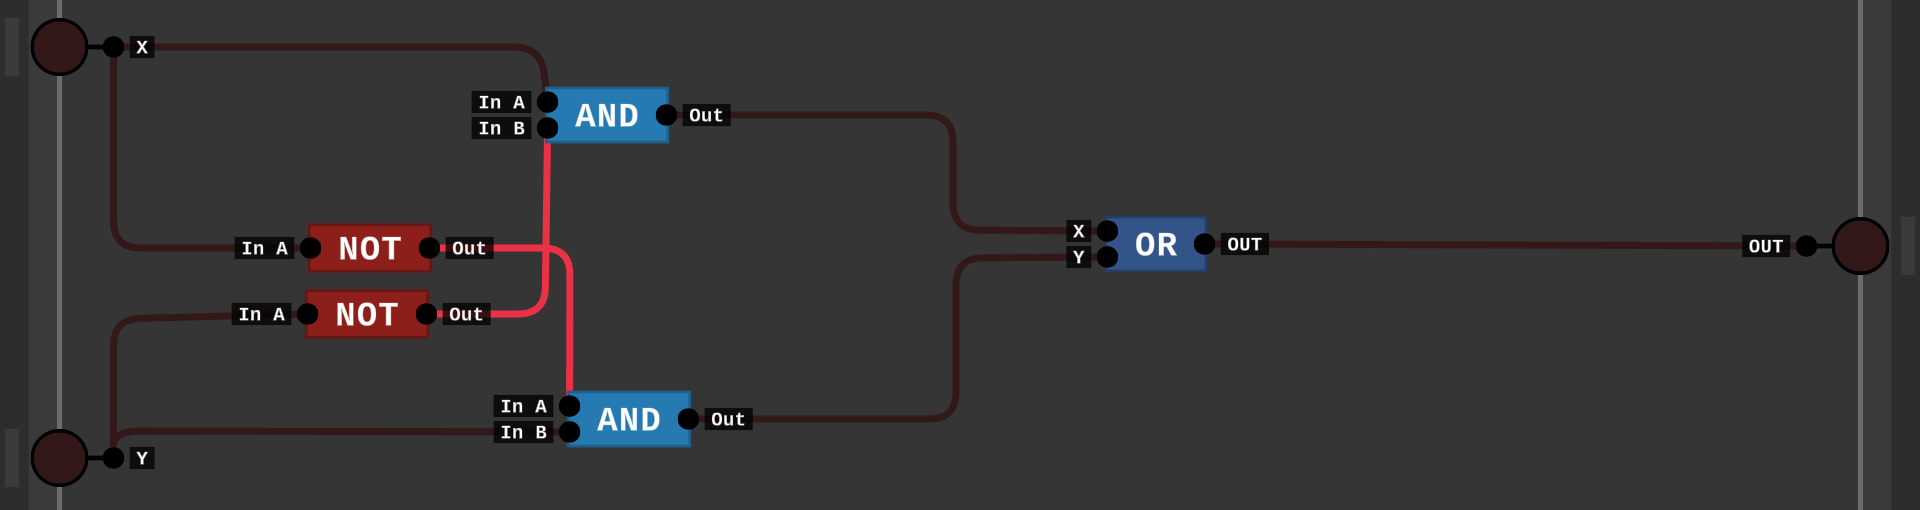 X
In A
In B
AND
Out
In A
NOT
Out
In A
NOT
Out
X
Y
OR
OUT
OUT
In A
In B
AND
Out
Y